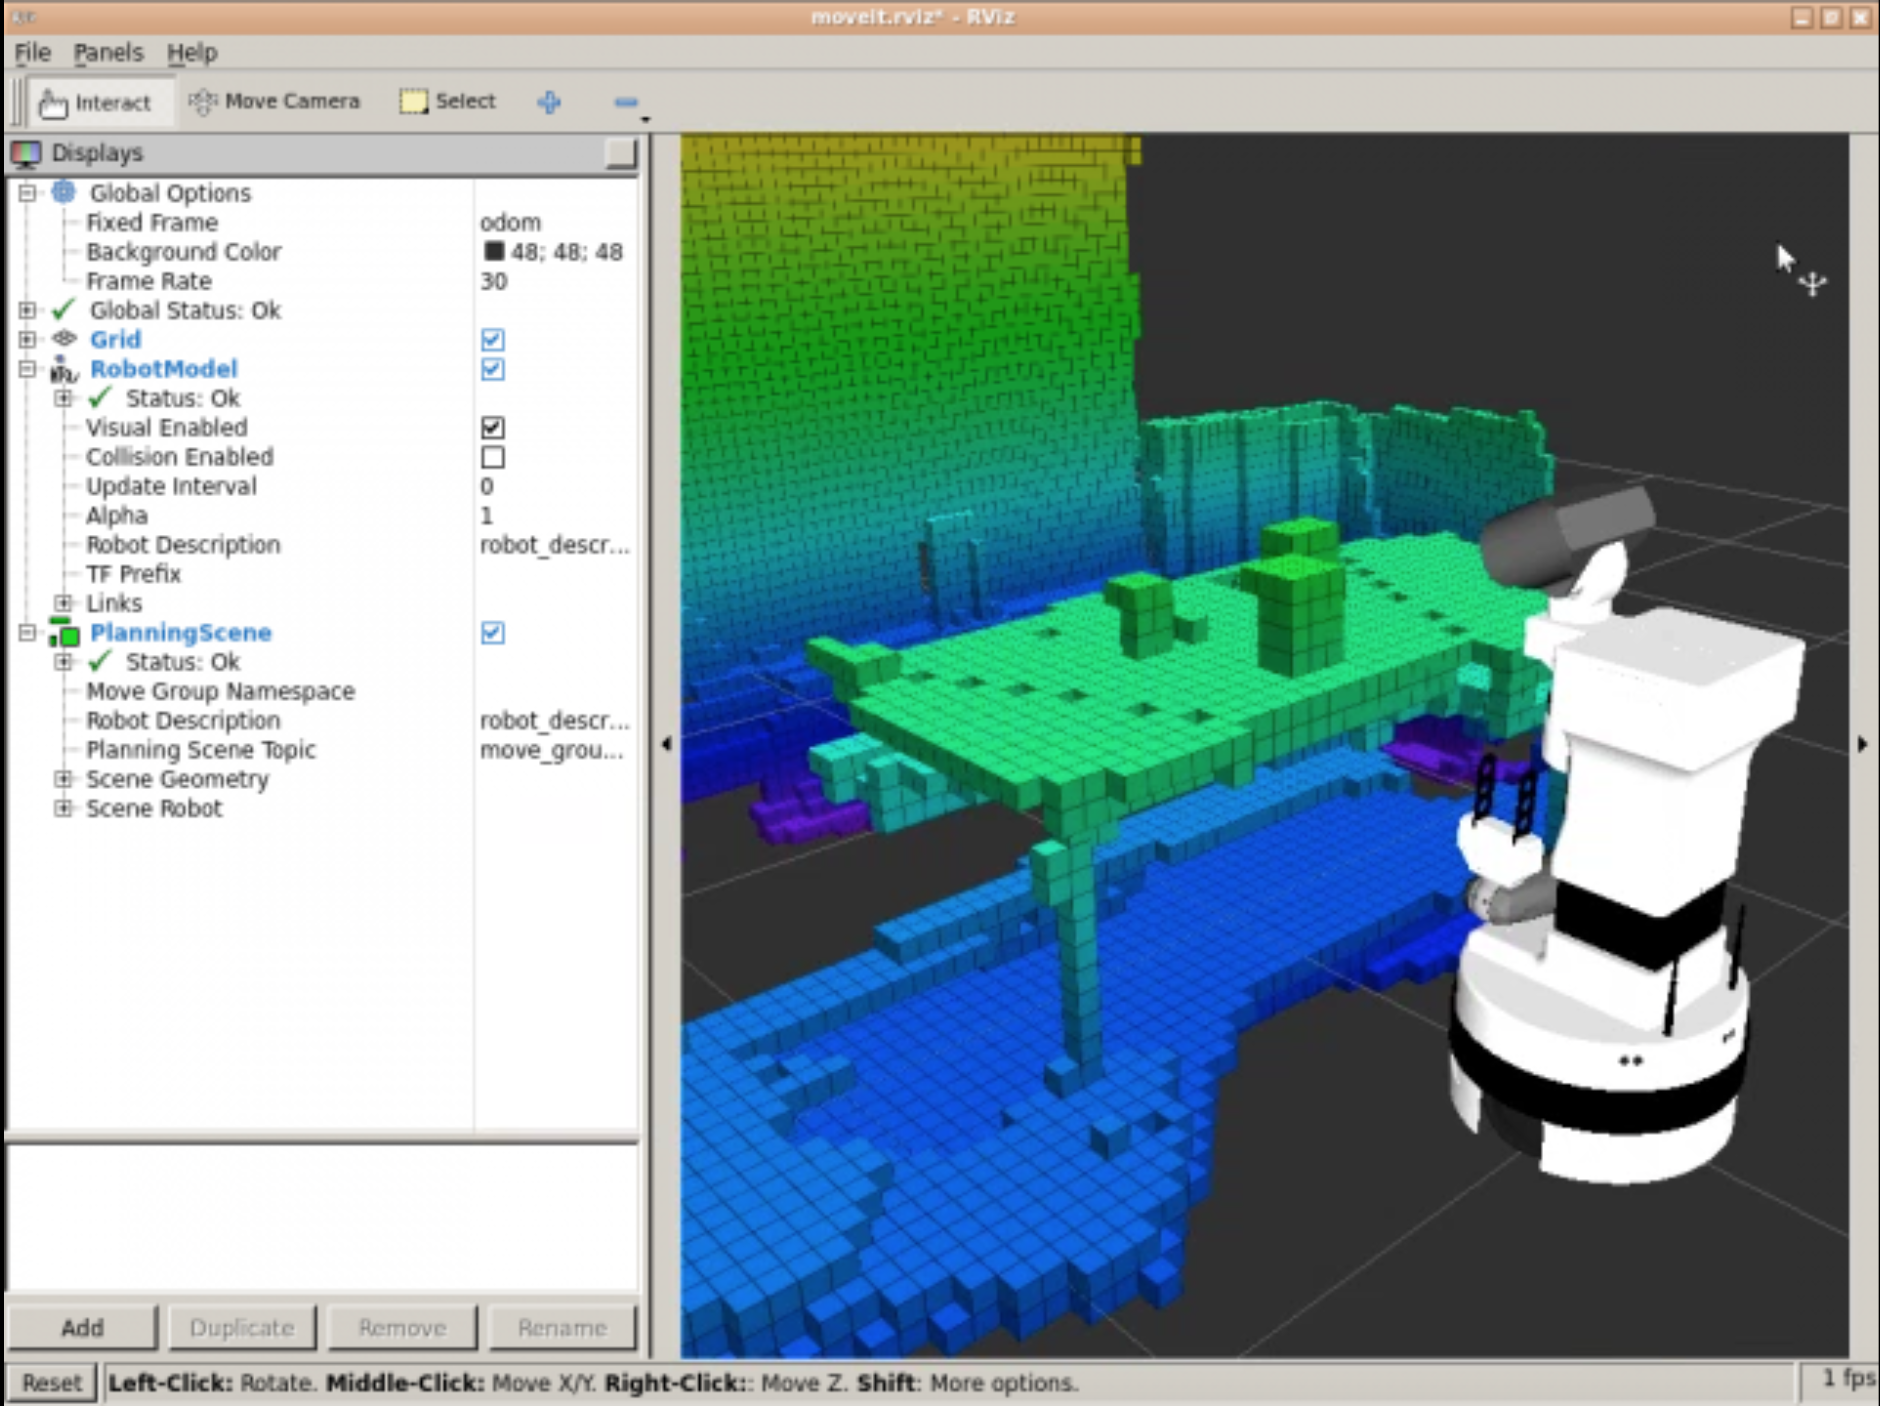 moveit.rviz* - RViz
File Panels Help
Interact Move Camera Select
Displays
Global Options
Fixed Frame odom
Background Color 48; 48; 48
Frame Rate 30
Global Status: Ok
Grid
RobotModel
Status: Ok
Visual Enabled
Collision Enabled
Update Interval 0
Alpha 1
Robot Description robot_descr...
TF Prefix
Links
PlanningScene
Status: Ok
Move Group Namespace
Robot Description robot_descr...
Planning Scene Topic move_grou...
Scene Geometry
Scene Robot
Add Duplicate Remove Rename
Reset Left-Click: Rotate. Middle-Click: Move X/Y. Right-Click:: Move Z. Shift: More options. 1 fps